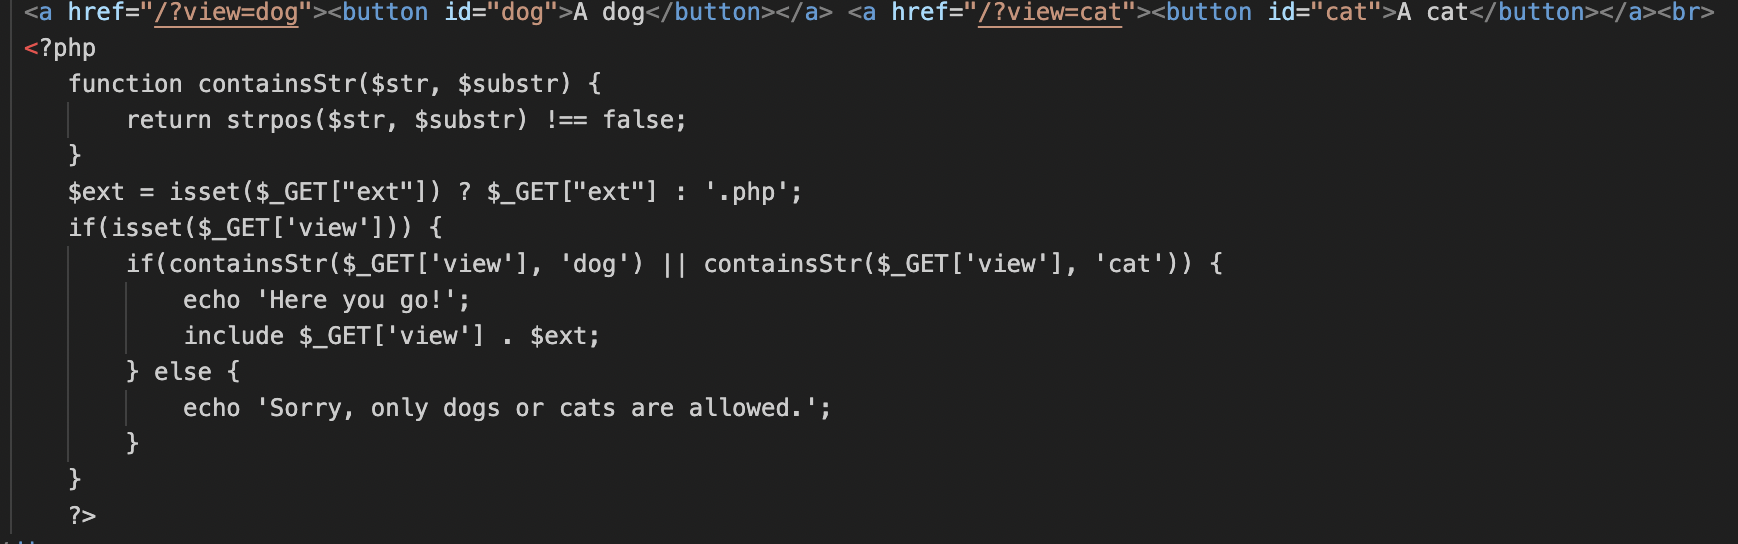 <a href="/?view=dog"><button id="dog">A dog</button></a> <a href="/?view=cat"><button id="cat">A cat</button></a><br>
<?php
function containsStr($str, $substr) {
return strpos($str, $substr) !== false;
}
$ext = isset($_GET["ext"]) ? $_GET["ext"] : '.php';
if(isset($_GET['view'])) {
if(containsStr($_GET['view'], 'dog') || containsStr($_GET['view'], 'cat')) {
echo 'Here you go!';
include $_GET['view'] . $ext;
} else {
echo 'Sorry, only dogs or cats are allowed.';
}
}
?>